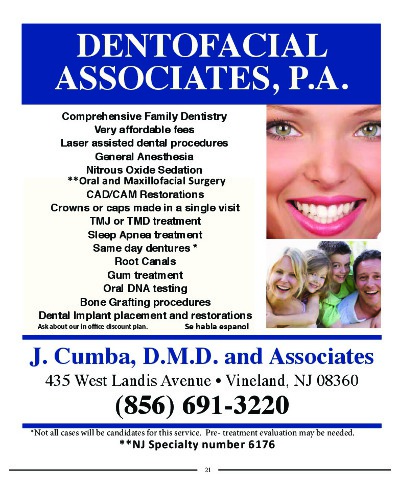 DENTOFACIAL
ASSOCIATES, P.A.
Comprehensive Family Dentistry
Very affordable fees
Laser assisted dental procedures
General Anesthesia
Nitrous Oxide Sedation
**Oral and Maxillofacial Surgery
CAD/CAM Restorations
Crowns or caps made in a single visit
TMJ or TMD treatment
Sleep Apnea treatment
Same day dentures *
Root Canals
Gum treatment
Oral DNA testing
Bone Grafting procedures
Dental Implant placement and restorations
Ask about our in office discount plan. Se habla espanol
J. Cumba, D.M.D. and Associates
435 West Landis Avenue • Vineland, NJ 08360
(856) 691-3220
*Not all cases will be candidates for this service. Pre- treatment evaluation may be needed.
**NJ Specialty number 6176
21